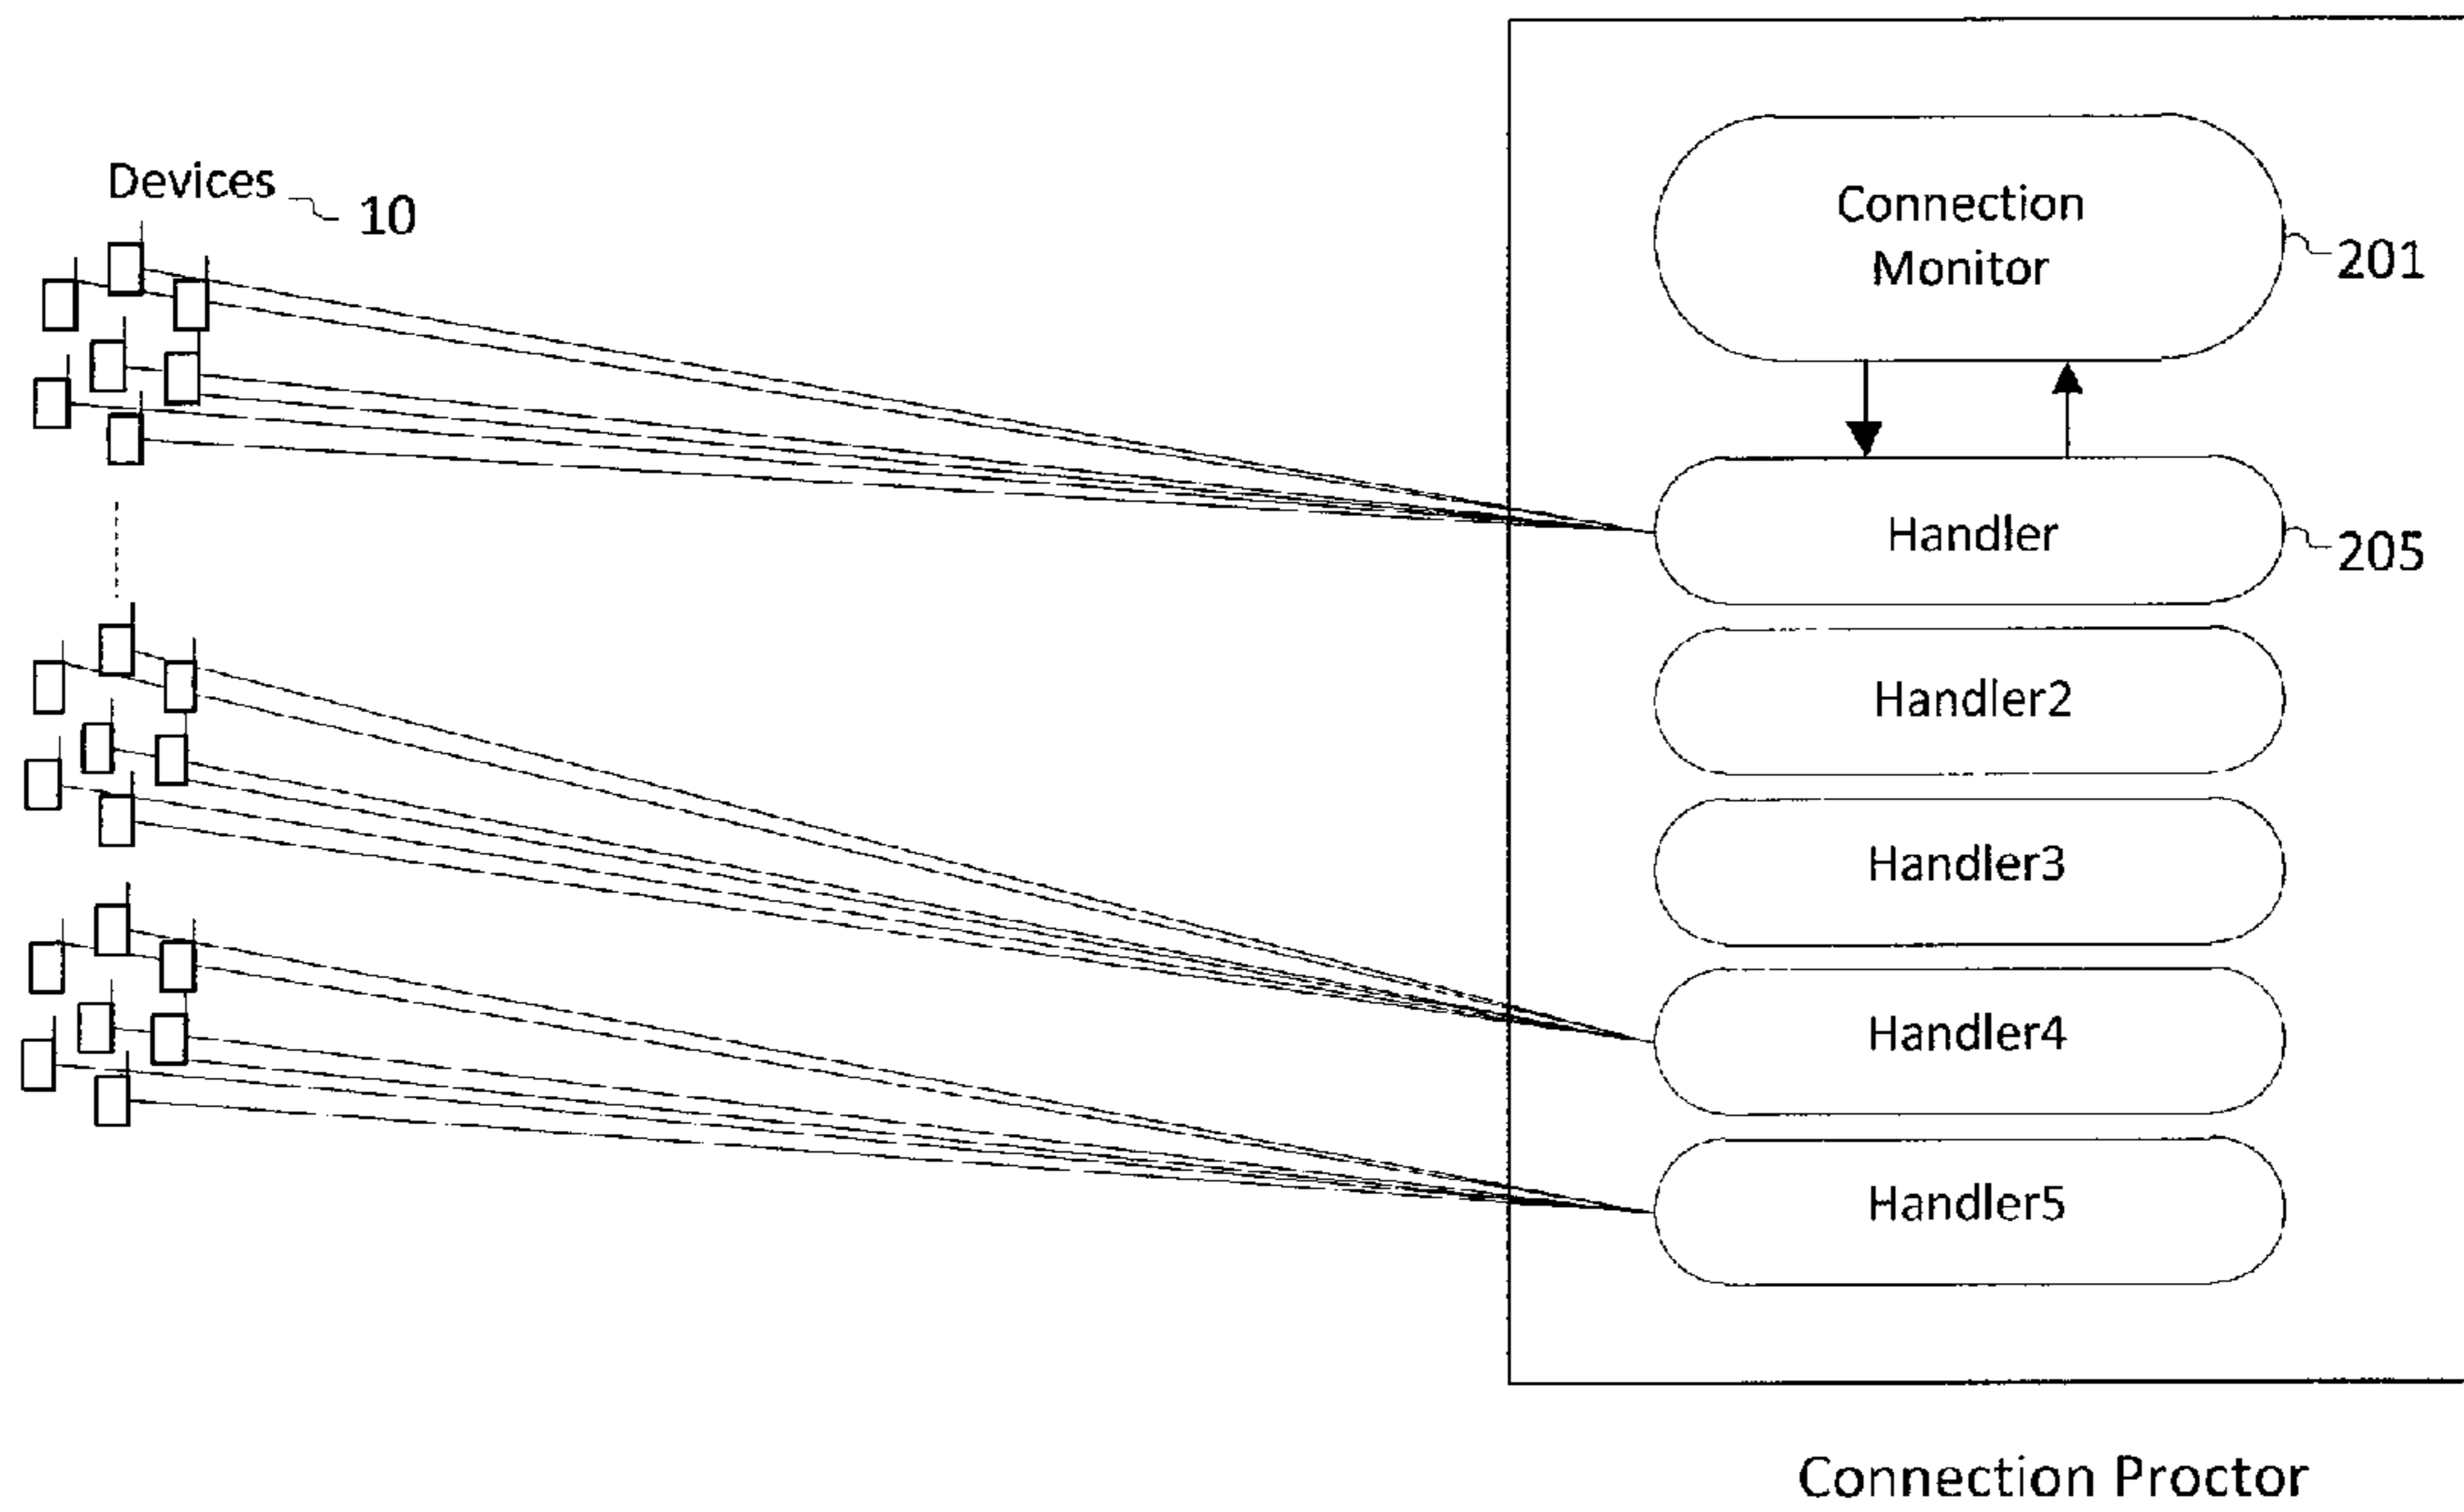 Devices
10
Connection
Monitor
201
Handler
205
Handler2
Handler3
Handler4
Handler5
Connection Proctor